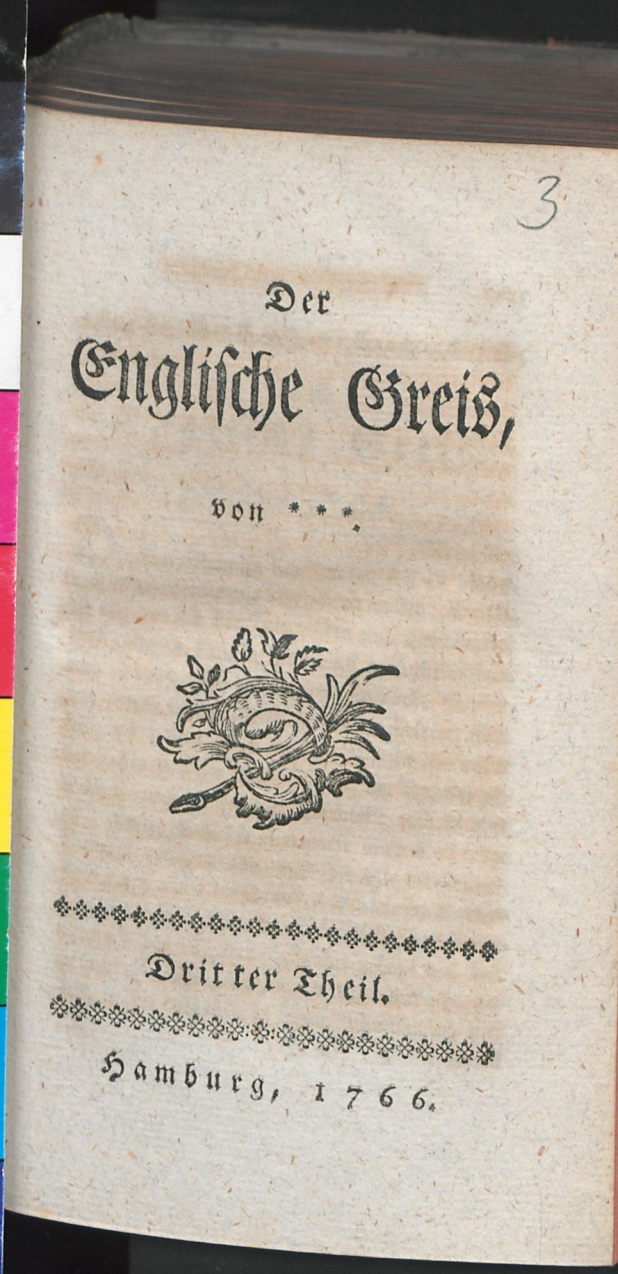 3
Der
Engliſche Greis,
von ***.
Dritter Theil.
Hamburg, 1766.